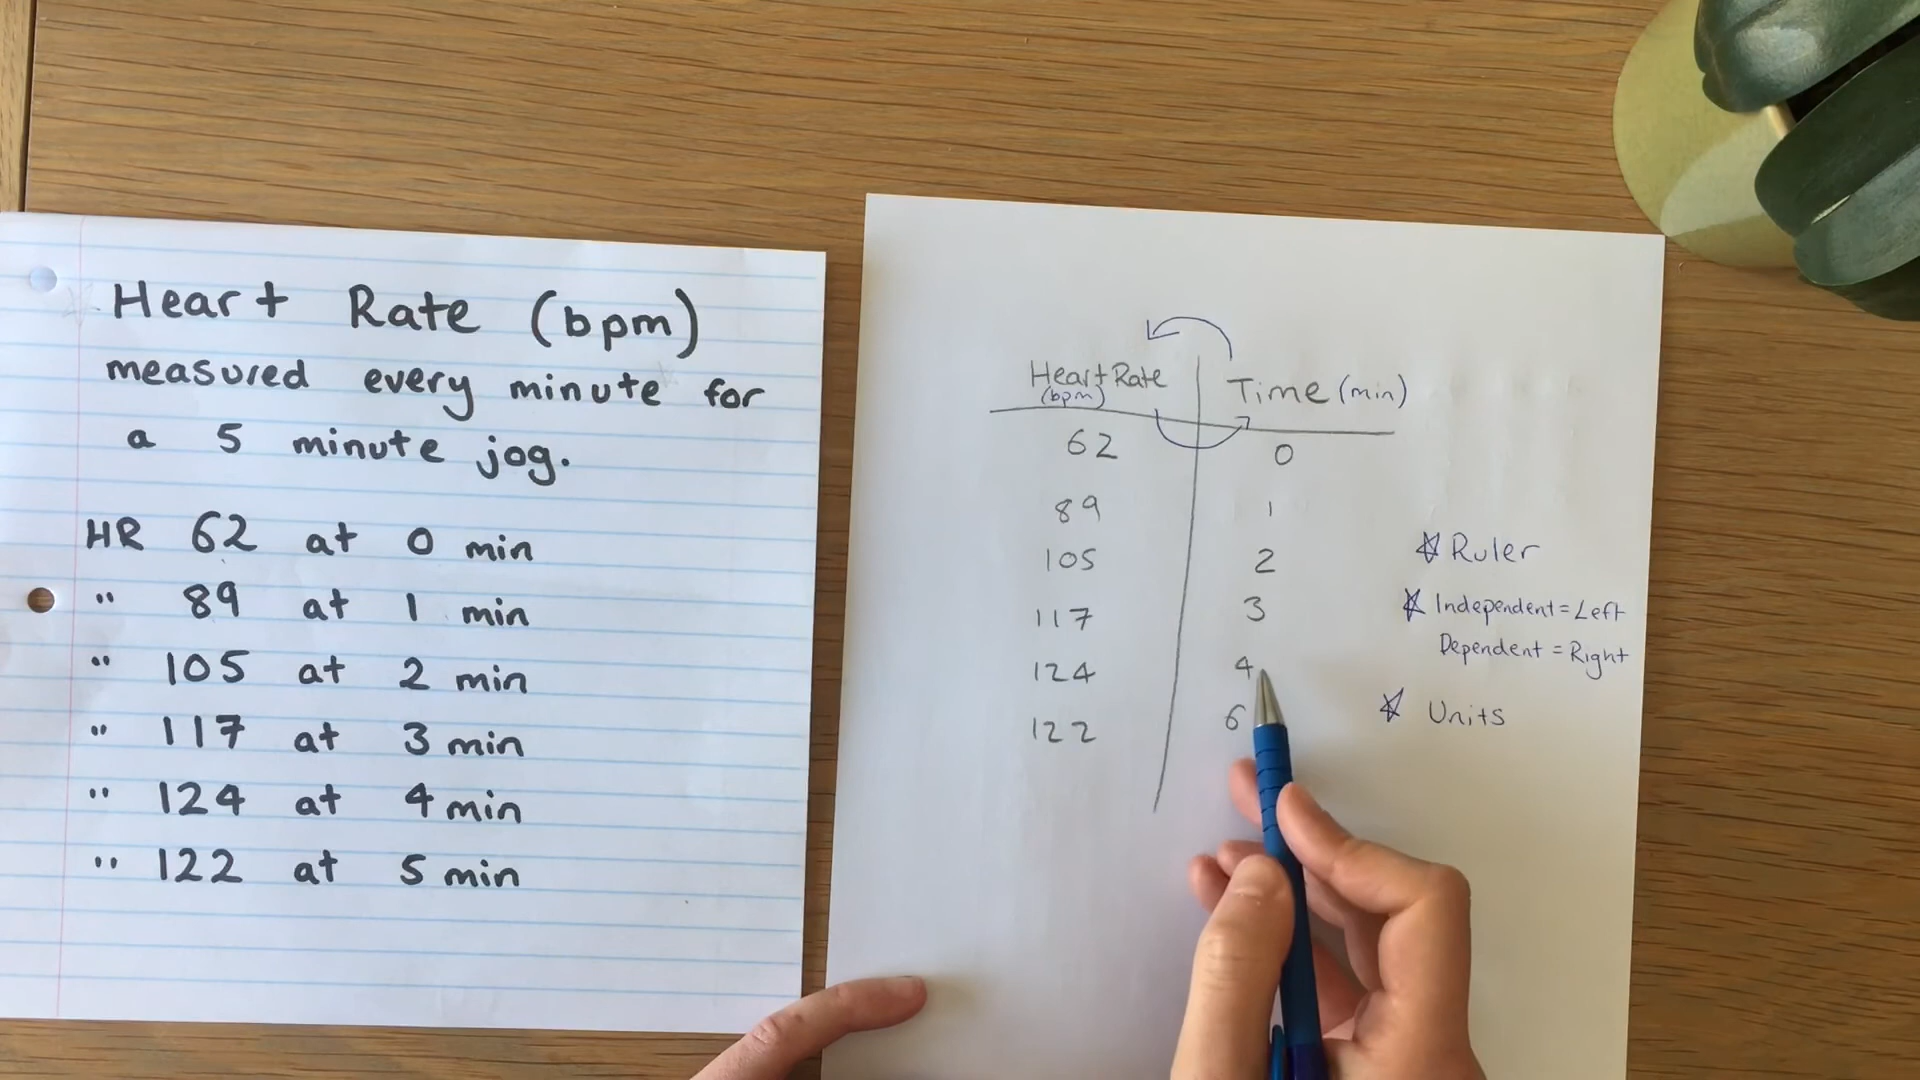 Heart Rate (bpm)
measured every minute for
a 5 minute jog.
HR 62 at 0 min
" 89 at 1 min
" 105 at 2 min
" 117 at 3 min
" 124 at 4 min
" 122 at 5 min
Heart Rate (bpm) Time (min)
62 0
89 1
105 2
117 3
124 4
122 6
Ruler
Independent = Left
Dependent = Right
Units